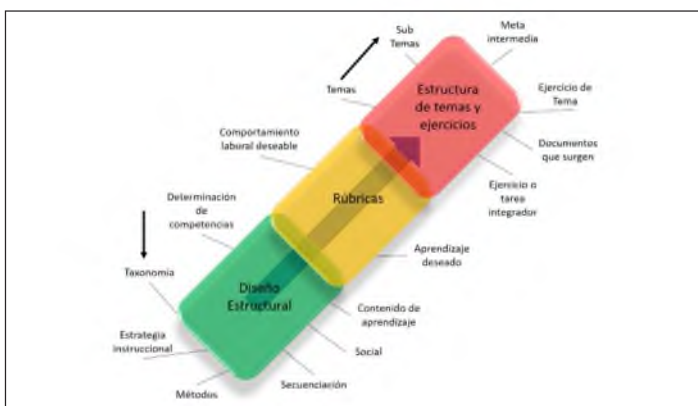 Sub
Temas
Meta
intermedia
Temas
Estructura
de temas y
ejercicios
Ejercicio de
Tema
Comportamiento
laboral deseable
Documentos
que surgen
Rúbricas
Ejercicio o
tarea
integrador
Determinación
de
competencias
Aprendizaje
deseado
Taxonomía
Diseño
Estructural
Contenido de
aprendizaje
Estrategia
instruccional
Social
Métodos
Secuenciación